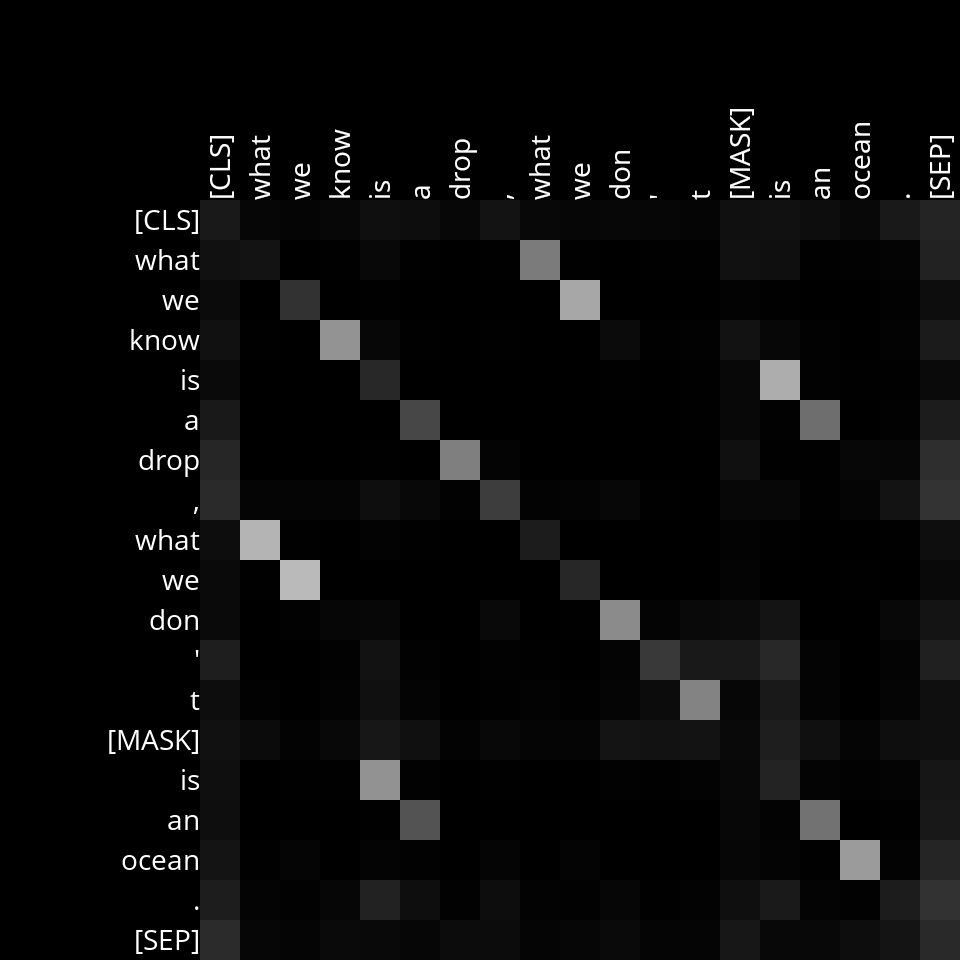 [CLS] what we know is a drop , what we don ' t [MASK] is an ocean . [SEP]
[CLS]
what
we
know
is
a
drop
,
what
we
don
'
t
[MASK]
is
an
ocean
.
[SEP]